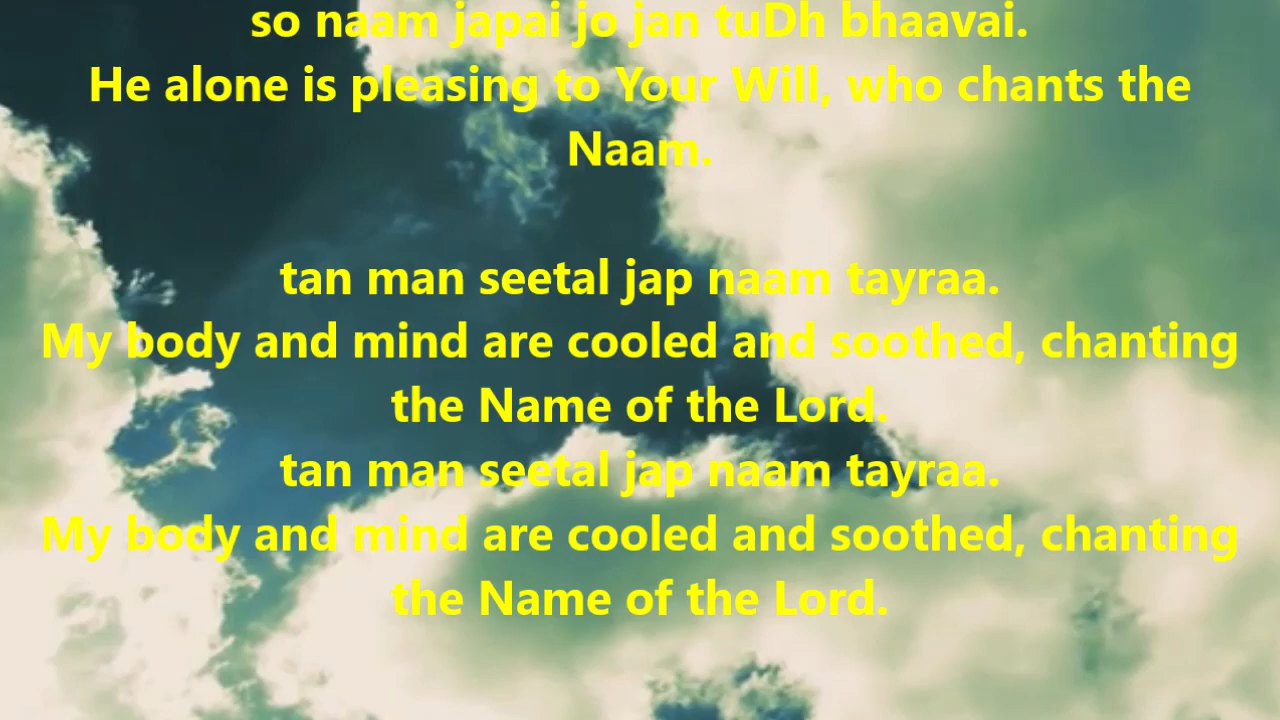 so naam japai jo jan tuDh bhaavai.
He alone is pleasing to Your Will, who chants the
Naam.
tan man seetal jap naam tayraa.
My body and mind are cooled and soothed, chanting
the Name of the Lord.
tan man seetal jap naam tayraa.
My body and mind are cooled and soothed, chanting
the Name of the Lord.